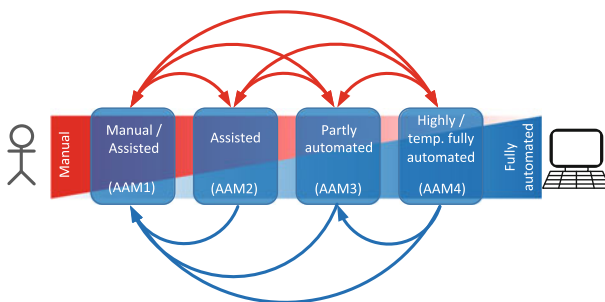 Manual
Manual /
Assisted
(AAM1)
Assisted
(AAM2)
Partly
automated
(AAM3)
Highly /
temp. fully
automated
(AAM4)
Fully
automated